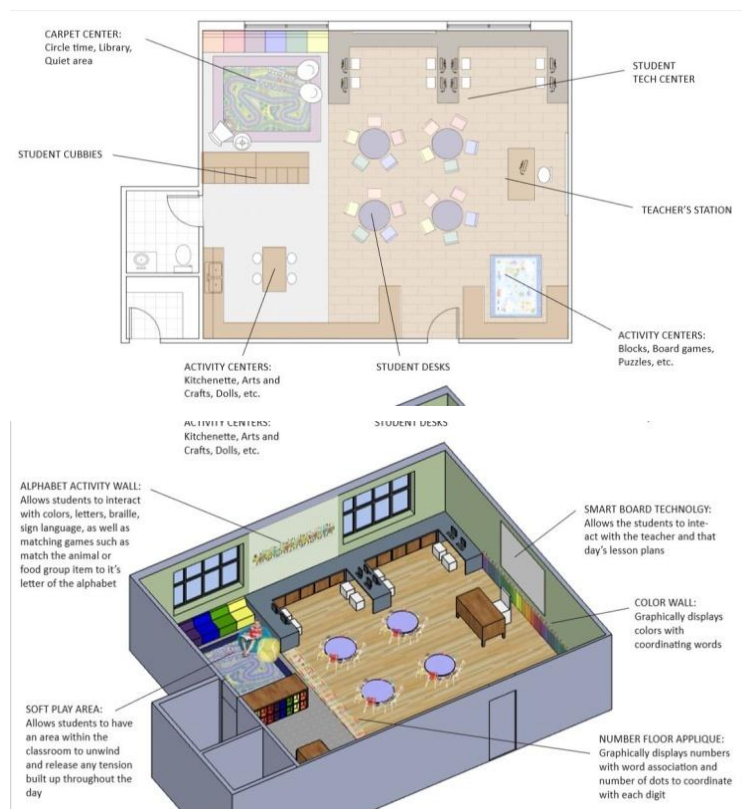 CARPET CENTER:
Circle time, Library,
Quiet area
STUDENT
TECH CENTER
STUDENT CUBBIES
TEACHER'S STATION
ACTIVITY CENTERS:
Blocks, Board games,
Puzzles, etc.
ACTIVITY CENTERS:
Kitchenette, Arts and
Crafts, Dolls, etc.
STUDENT DESKS
ACTIVITY CENTERS:
Kitchenette, Arts and
Crafts, Dolls, etc.
STUDENT DESKS
ALPHABET ACTIVITY WALL:
Allows students to interact
with colors, letters, braille,
sign language, as well as
matching games such as
match the animal or
food group item to it's
letter of the alphabet
SMART BOARD TECHNOLGY:
Allows the students to inte-
act with the teacher and that
day's lesson plans
COLOR WALL:
Graphically displays
colors with
coordinating words
SOFT PLAY AREA:
Allows students to have
an area within the
classroom to unwind
and release any tension
built up throughout the
day
NUMBER FLOOR APPLIQUE:
Graphically displays numbers
with word association and
number of dots to coordinate
with each digit